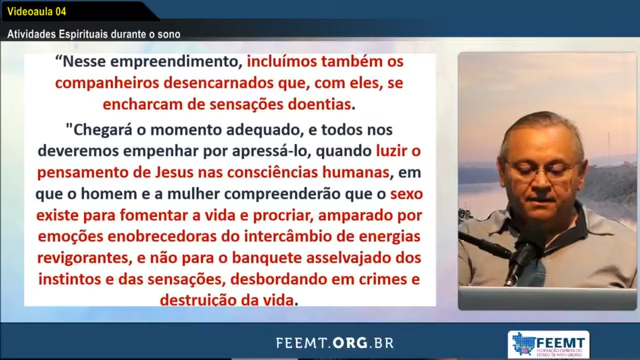 Videoaula 04
Atividades Espirituais durante o sono
“Nesse empreendimento, incluímos também os
companheiros desencarnados que, com eles, se
encharcam de sensações doentias.
"Chegará o momento adequado, e todos nos
deveremos empenhar por apressá-lo, quando luzir o
pensamento de Jesus nas consciências humanas, em
que o homem e a mulher compreenderão que o sexo
existe para fomentar a vida e procriar, amparado por
emoções enobrecedoras do intercâmbio de energias
revigorantes, e não para o banquete asselvajado dos
instintos e das sensações, desbordando em crimes e
destruição da vida.
FEEMT.ORG.BR
FEEMT